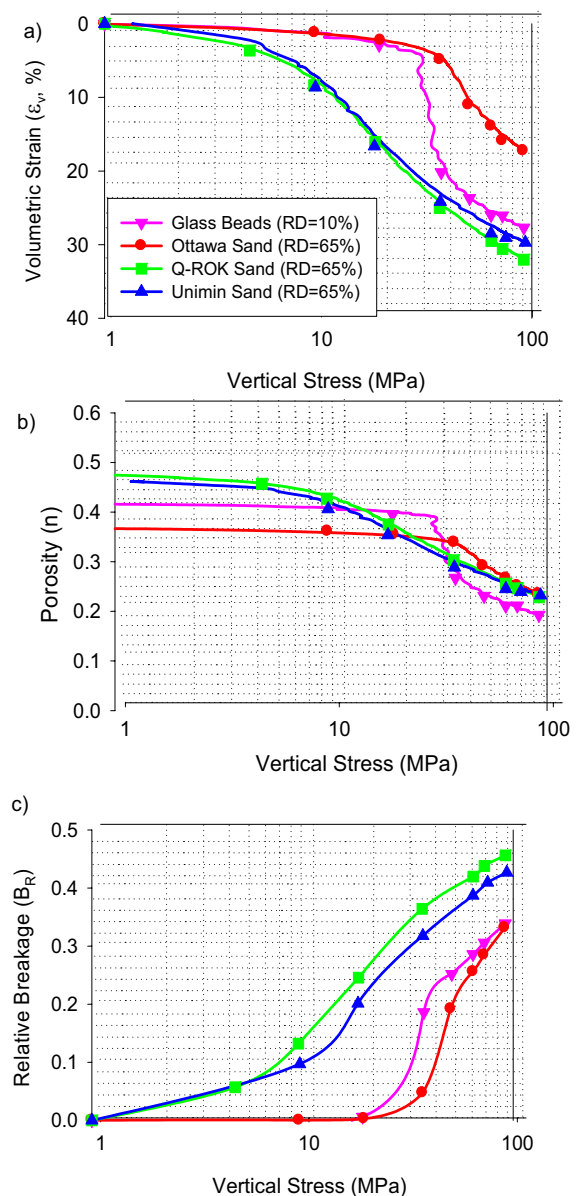 a)
Volumetric Strain (εv, %)
0
10
20
30
40
Glass Beads (RD=10%)
Ottawa Sand (RD=65%)
Q-ROK Sand (RD=65%)
Unimin Sand (RD=65%)
1
10
100
Vertical Stress (MPa)
b)
Porosity (n)
0.6
0.5
0.4
0.3
0.2
0.1
0.0
1
10
100
Vertical Stress (MPa)
c)
Relative Breakage (BR)
0.5
0.4
0.3
0.2
0.1
0.0
1
10
100
Vertical Stress (MPa)